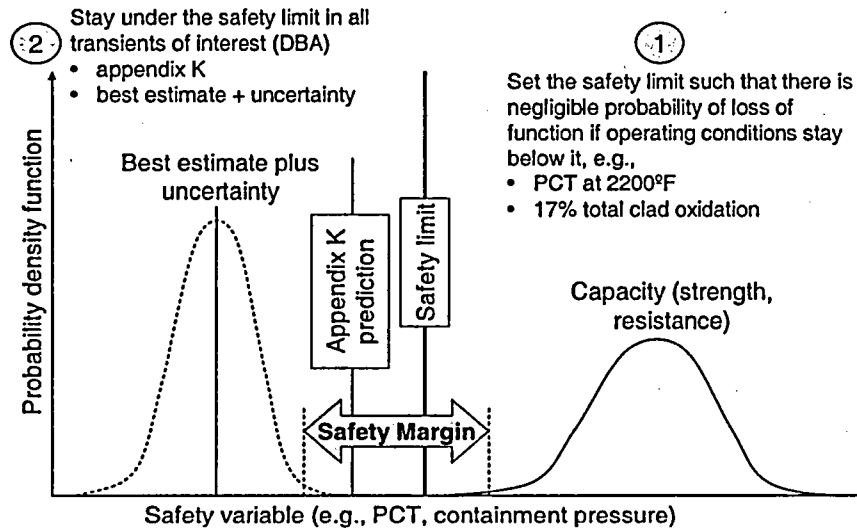 2
Stay under the safety limit in all
transients of interest (DBA)
• appendix K
• best estimate + uncertainty
1
Set the safety limit such that there is
negligible probability of loss of
function if operating conditions stay
below it, e.g.,
• PCT at 2200ºF
• 17% total clad oxidation
Probability density function
Best estimate plus
uncertainty
Appendix K
prediction
Safety limit
Capacity (strength,
resistance)
Safety Margin
Safety variable (e.g., PCT, containment pressure)